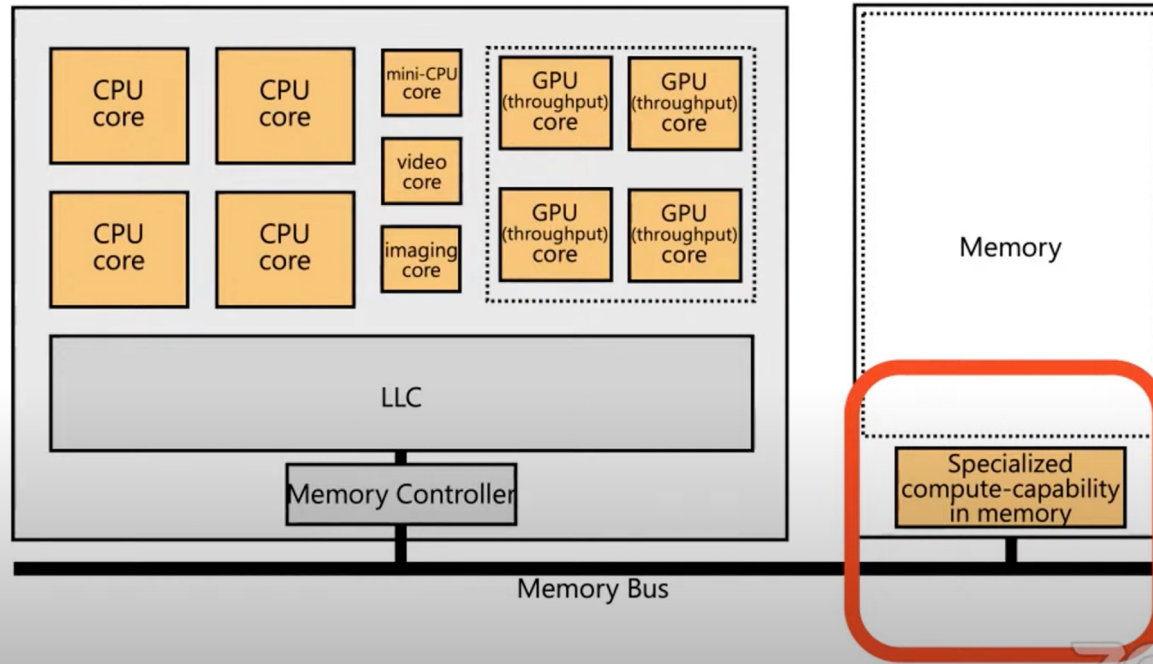 CPU
core
CPU
core
mini-CPU
core
GPU
(throughput)
core
GPU
(throughput)
core
video
core
CPU
core
CPU
core
imaging
core
GPU
(throughput)
core
GPU
(throughput)
core
Memory
LLC
Memory Controller
Specialized
compute-capability
in memory
Memory Bus